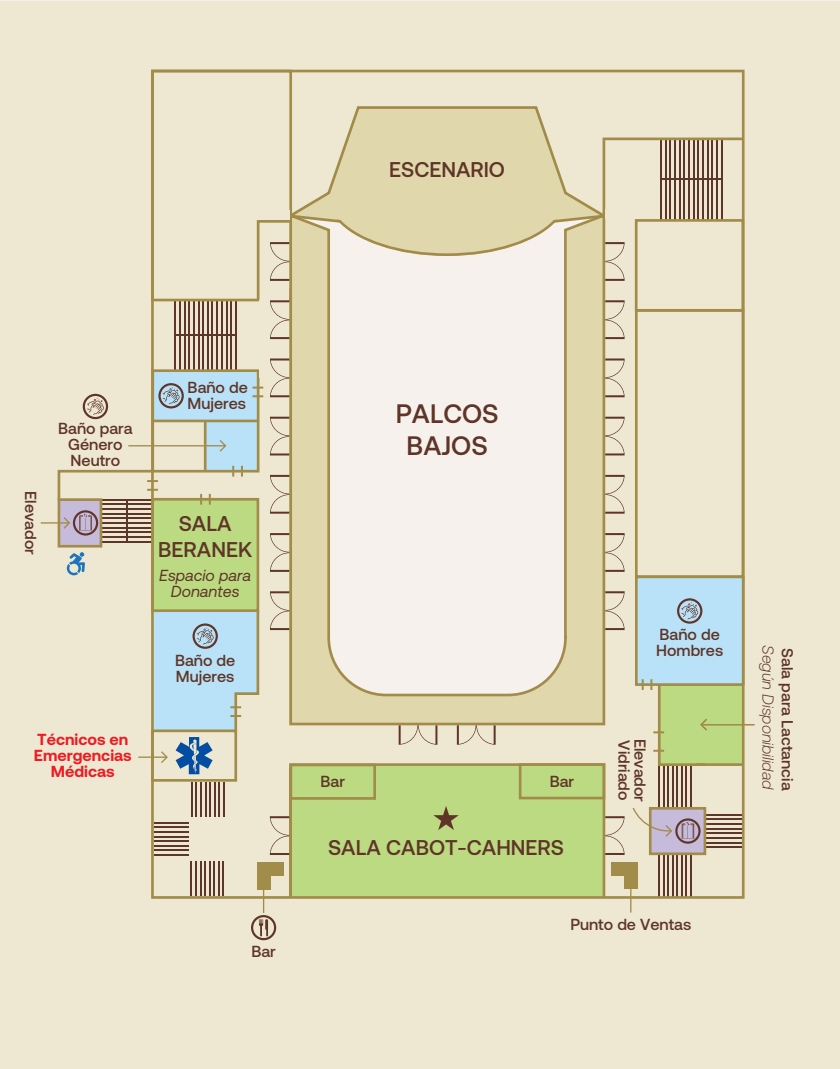 ESCENARIO
PALCOS
BAJOS
Baño de
Mujeres
Baño para
Género
Neutro
Elevador
SALA
BERANEK
Espacio para
Donantes
Baño de
Mujeres
Baño de
Hombres
Sala para Lactancia
Según Disponibilidad
Técnicos en
Emergencias
Médicas
Elevador
Vidriado
Bar
Bar
SALA CABOT-CAHNERS
Punto de Ventas
Bar